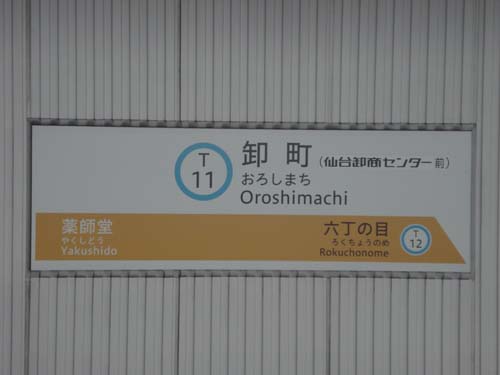 T
11
卸町(仙台卸商センター前)
おろしまち
Oroshimachi
薬師堂
やくしどう
Yakushido
六丁の目
ろくちょうのめ
Rokuchonome
T
12